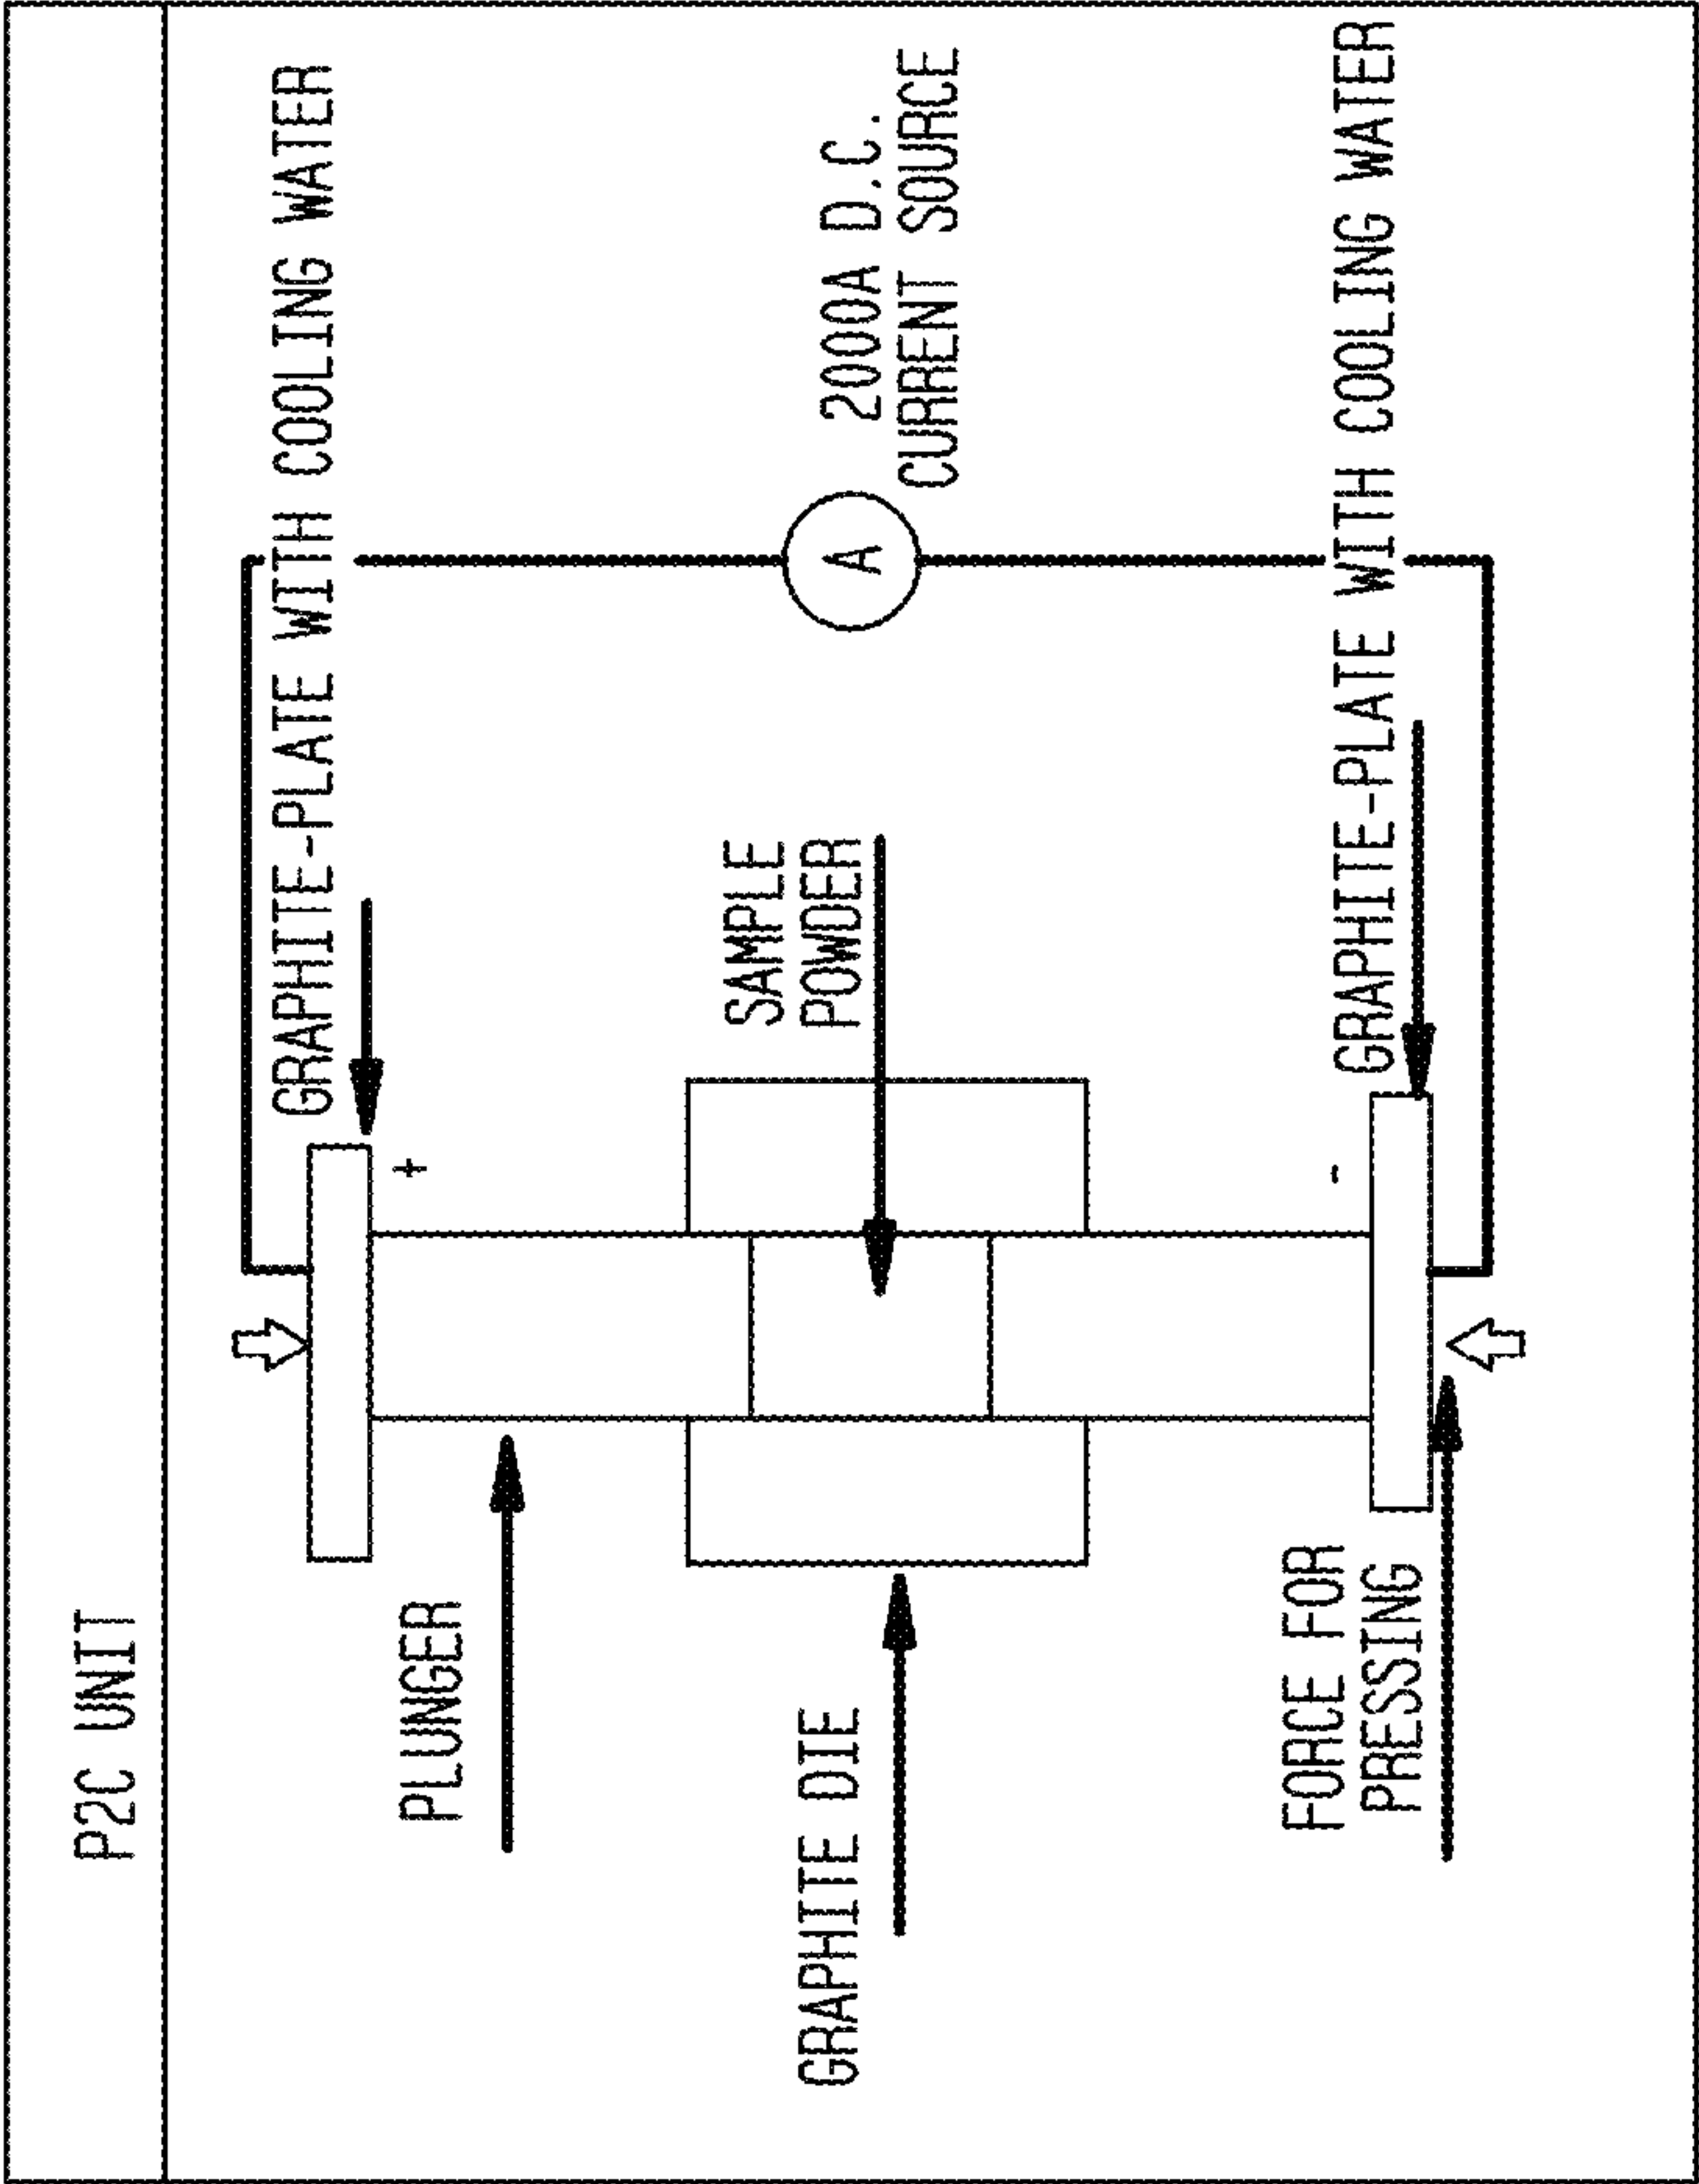 P2C UNIT
GRAPHITE-PLATE WITH COOLING WATER
+
PLUNGER
SAMPLE
POWDER
GRAPHITE DIE
A
2000A D.C.
CURRENT SOURCE
FORCE FOR
PRESSING
-
GRAPHITE-PLATE WITH COOLING WATER